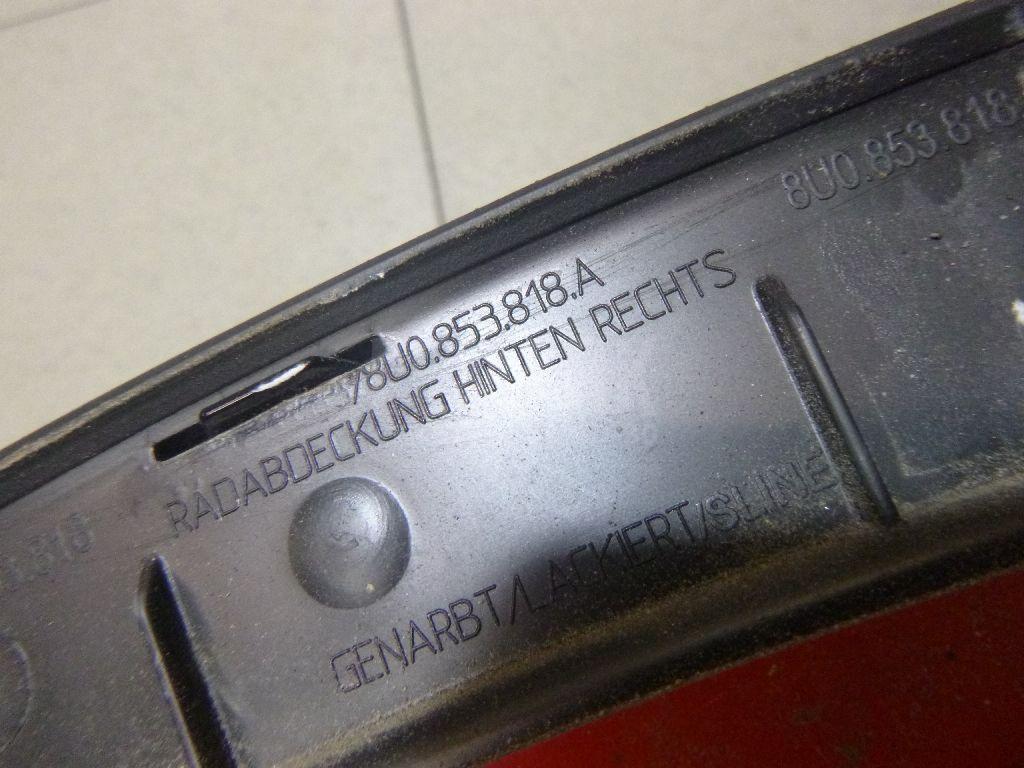 8U0.853.818
/8U0.853.818.A
RADABDECKUNG HINTEN RECHTS
GENARBT/LACKIERT/SLINE